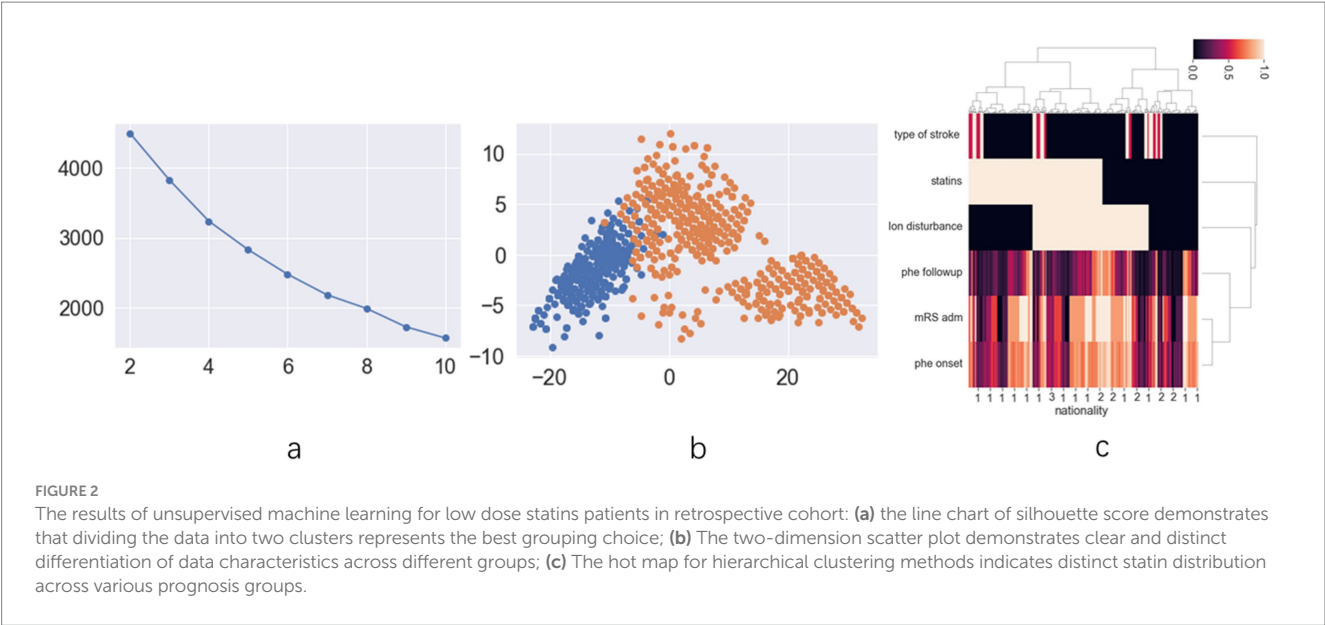 4000
3000
2000
2 4 6 8 10
a
10
5
0
−5
−10
−20 0 20
b
0.0 0.5 1.0
type of stroke
statins
Ion disturbance
phe followup
mRS adm
phe onset
1 1 1 1 1 1 3 1 1 1 2 2 1 2 1 2 2 1 1
nationality
c
FIGURE 2
The results of unsupervised machine learning for low dose statins patients in retrospective cohort: (a) the line chart of silhouette score demonstrates
that dividing the data into two clusters represents the best grouping choice; (b) The two-dimension scatter plot demonstrates clear and distinct
differentiation of data characteristics across different groups; (c) The hot map for hierarchical clustering methods indicates distinct statin distribution
across various prognosis groups.